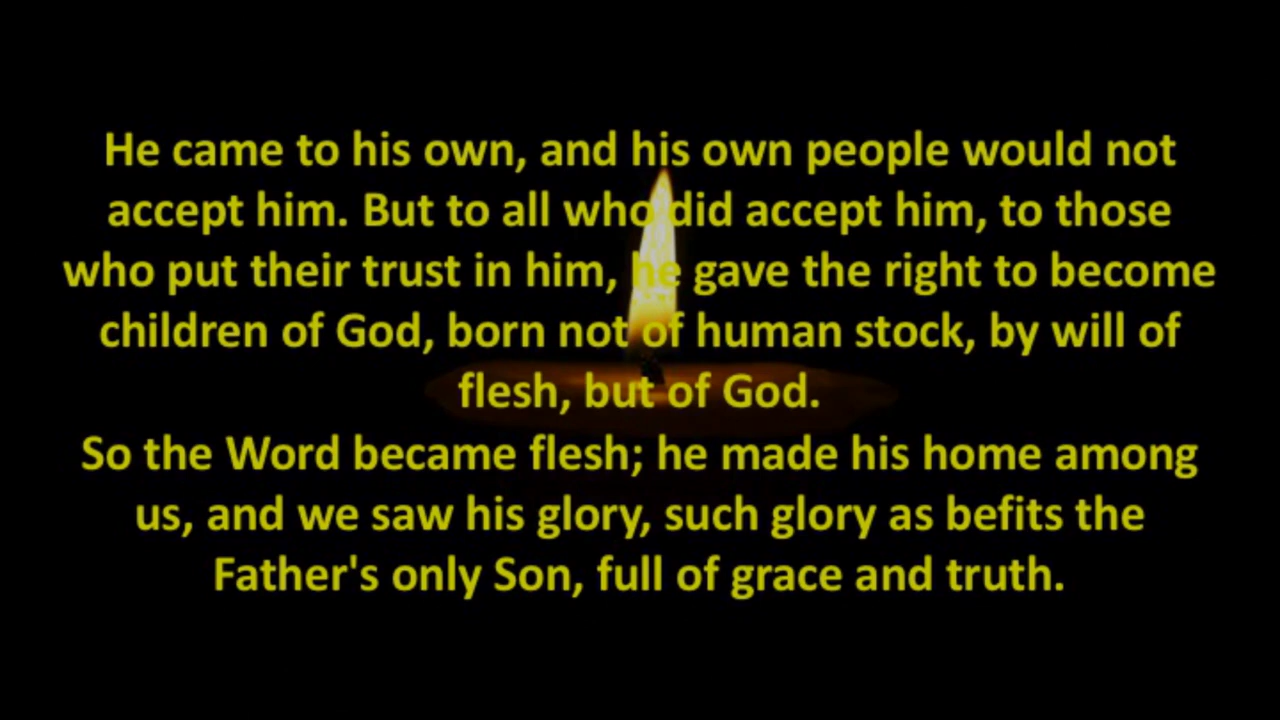 He came to his own, and his own people would not
accept him. But to all who did accept him, to those
who put their trust in him, he gave the right to become
children of God, born not of human stock, by will of
flesh, but of God.
So the Word became flesh; he made his home among
us, and we saw his glory, such glory as befits the
Father's only Son, full of grace and truth.